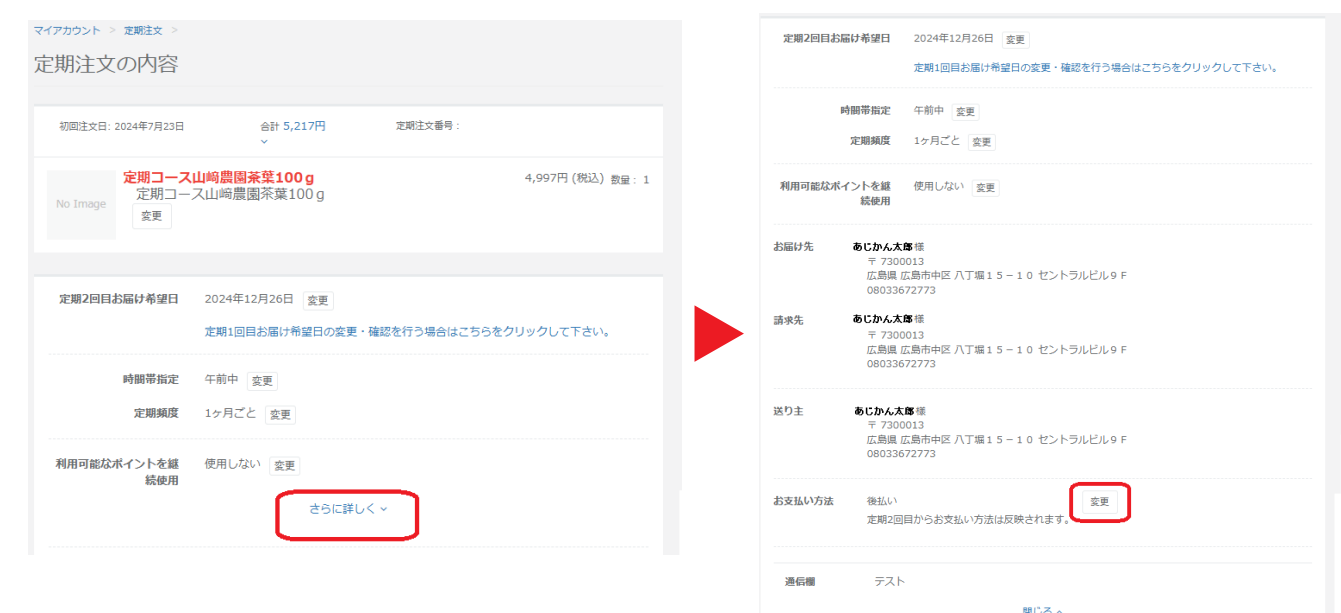 マイアカウント > 定期注文 >
定期注文の内容
初回注文日: 2024年7月23日 合計 5,217円 定期注文番号 :
No Image
定期コース山﨑農園茶葉100ｇ 4,997円 (税込) 数量： 1
定期コース山﨑農園茶葉100ｇ
変更
定期2回目お届け希望日 2024年12月26日 変更
定期1回目お届け希望日の変更・確認を行う場合はこちらをクリックして下さい。
時間帯指定 午前中 変更
定期頻度 1ヶ月ごと 変更
利用可能なポイントを継 使用しない 変更
続使用
さらに詳しく
定期2回目お届け希望日 2024年12月26日 変更
定期1回目お届け希望日の変更・確認を行う場合はこちらをクリックして下さい。
時間帯指定 午前中 変更
定期頻度 1ヶ月ごと 変更
利用可能なポイントを継 使用しない 変更
続使用
お届け先 あじかん太郎 様
〒 7300013
広島県 広島市中区 八丁堀１５－１０ セントラルビル９Ｆ
08033672773
請求先 あじかん太郎 様
〒 7300013
広島県 広島市中区 八丁堀１５－１０ セントラルビル９Ｆ
08033672773
送り主 あじかん太郎 様
〒 7300013
広島県 広島市中区 八丁堀１５－１０ セントラルビル９Ｆ
08033672773
お支払い方法 後払い 変更
定期2回目からお支払い方法は反映されます。
通信欄 テスト
閉じる